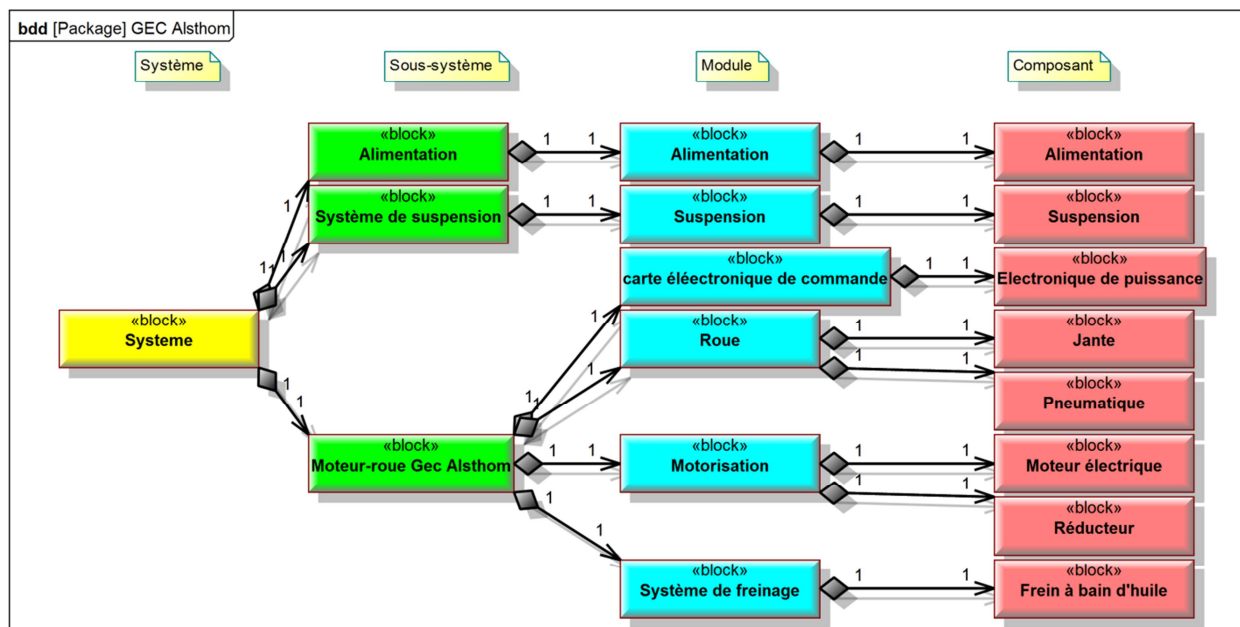 bdd [Package] GEC Alsthom
Système
Sous-système
Module
Composant
«block»
Alimentation
1
1
«block»
Alimentation
1
1
«block»
Alimentation
1
1
«block»
Système de suspension
1
1
«block»
Suspension
1
1
«block»
Suspension
1
1
«block»
carte éléectronique de commande
1
1
«block»
Electronique de puissance
«block»
Systeme
1
1
«block»
Roue
1
1
«block»
Jante
1
1
«block»
Pneumatique
1
1
1
1
«block»
Moteur-roue Gec Alsthom
1
1
«block»
Motorisation
1
1
«block»
Moteur électrique
1
1
«block»
Réducteur
1
1
«block»
Système de freinage
1
1
«block»
Frein à bain d'huile